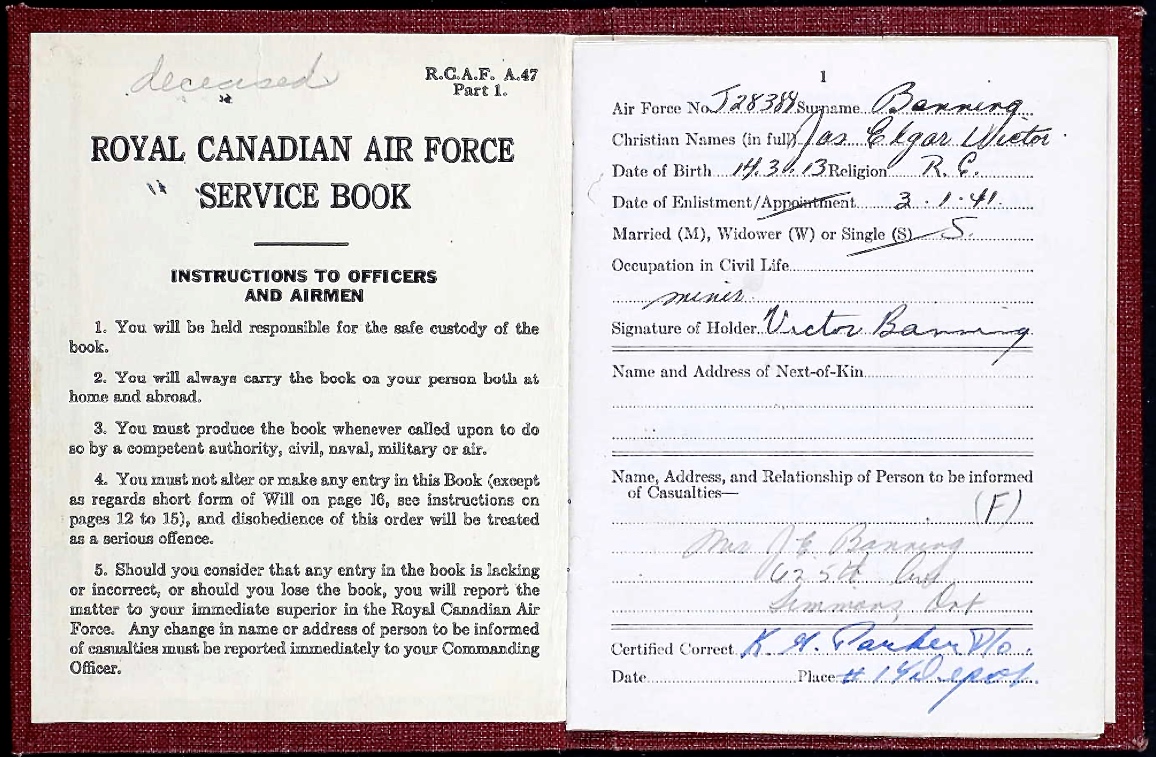 deceased
R.C.A.F. A.47
Part 1.
ROYAL CANADIAN AIR FORCE
SERVICE BOOK
INSTRUCTIONS TO OFFICERS
AND AIRMEN
1. You will be held responsible for the safe custody of the
book.
2. You will always carry the book on your person both at
home and abroad.
3. You must produce the book whenever called upon to do
so by a competent authority, civil, naval, military or air.
4. You must not alter or make any entry in this Book (except
as regards short form of Will on page 16, see instructions on
pages 12 to 15), and disobedience of this order will be treated
as a serious offence.
5. Should you consider that any entry in the book is lacking
or incorrect, or should you lose the book, you will report the
matter to your immediate superior in the Royal Canadian Air
Force. Any change in name or address of person to be informed
of casualties must be reported immediately to your Commanding
Officer.
1
Air Force No. J28384 Surname Banning
Christian Names (in full) Jas Elgar Victor
Date of Birth 14.3.13 Religion R.C.
Date of Enlistment/Appointment 3.1.41.
Married (M), Widower (W) or Single (S) S.
Occupation in Civil Life
miner
Signature of Holder Victor Banning
Name and Address of Next-of-Kin
Name, Address, and Relationship of Person to be informed
of Casualties—
(F)
J E. Banning
62 5th
Timmons, Ont
Certified Correct K. Parker P/O.
Date Place # 1 Depot.